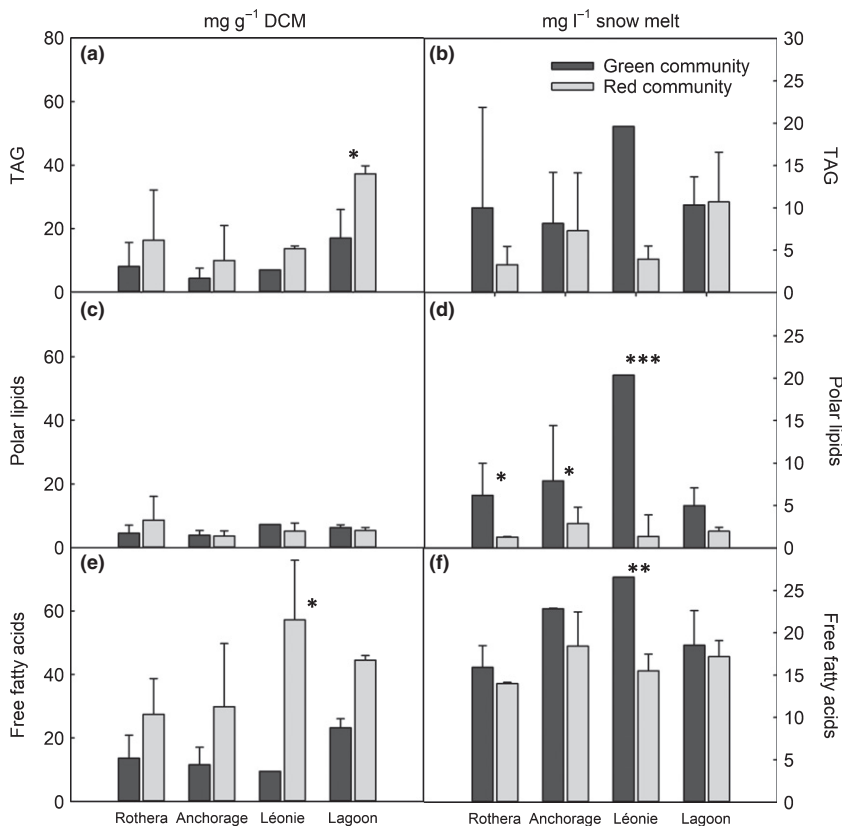 mg g⁻¹ DCM
mg l⁻¹ snow melt
(a)
TAG
80
60
40
20
0
*
(b)
Green community
Red community
30
25
20
15
10
5
0
TAG
(c)
Polar lipids
60
40
20
0
(d)
*
*
***
25
20
15
10
5
0
Polar lipids
(e)
Free fatty acids
60
40
20
0
*
(f)
**
25
20
15
10
5
0
Free fatty acids
Rothera Anchorage Léonie Lagoon
Rothera Anchorage Léonie Lagoon